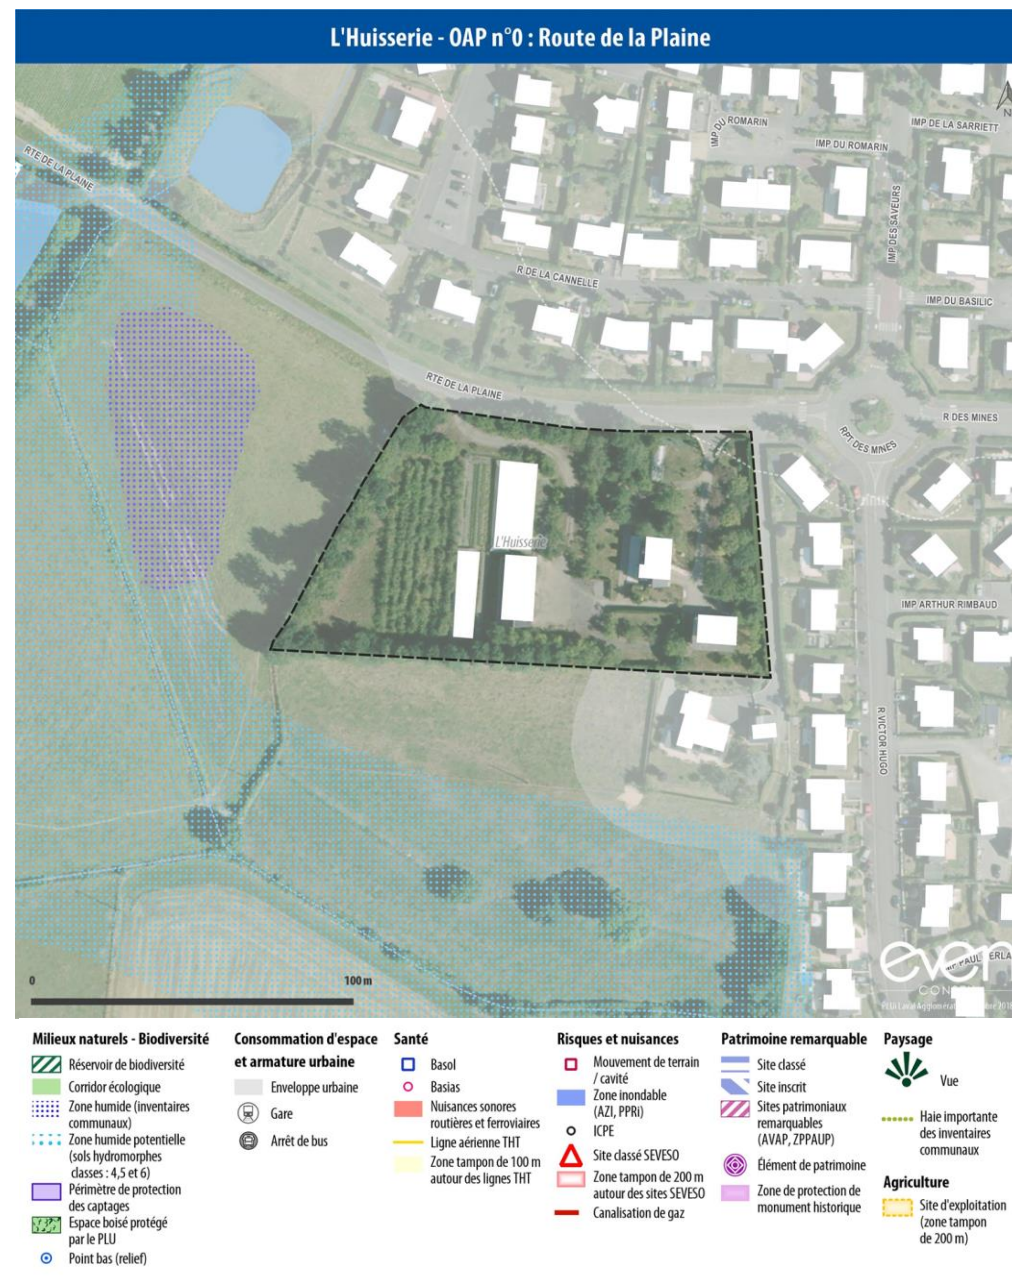 L'Huisserie - OAP n°0 : Route de la Plaine
N
RTE DE LA PLAINE
IMP DU ROMARIN
IMP DU ROMARIN
IMP DE LA SARRIETT
IMP DES SAVEURS
R DE LA CANNELLE
IMP DU BASILIC
RTE DE LA PLAINE
R DES MINES
RPT DES MINES
L'Huisserie
IMP ARTHUR RIMBAUD
R VICTOR HUGO
even
CONSEIL
0
100 m
Milieux naturels - Biodiversité
Réservoir de biodiversité
Corridor écologique
Zone humide (inventaires
communaux)
Zone humide potentielle
(sols hydromorphes
classes : 4,5 et 6)
Périmètre de protection
des captages
Espace boisé protégé
par le PLU
Point bas (relief)
Consommation d'espace
et armature urbaine
Enveloppe urbaine
Gare
Arrêt de bus
Santé
Basol
Basias
Nuisances sonores
routières et ferroviaires
Ligne aérienne THT
Zone tampon de 100 m
autour des lignes THT
Risques et nuisances
Mouvement de terrain
/ cavité
Zone inondable
(AZI, PPRi)
ICPE
Site classé SEVESO
Zone tampon de 200 m
autour des sites SEVESO
Canalisation de gaz
Patrimoine remarquable
Site classé
Site inscrit
Sites patrimoniaux
remarquables
(AVAP, ZPPAUP)
Élément de patrimoine
Zone de protection de
monument historique
Paysage
Vue
Haie importante
des inventaires
communaux
Agriculture
Site d'exploitation
(zone tampon
de 200 m)